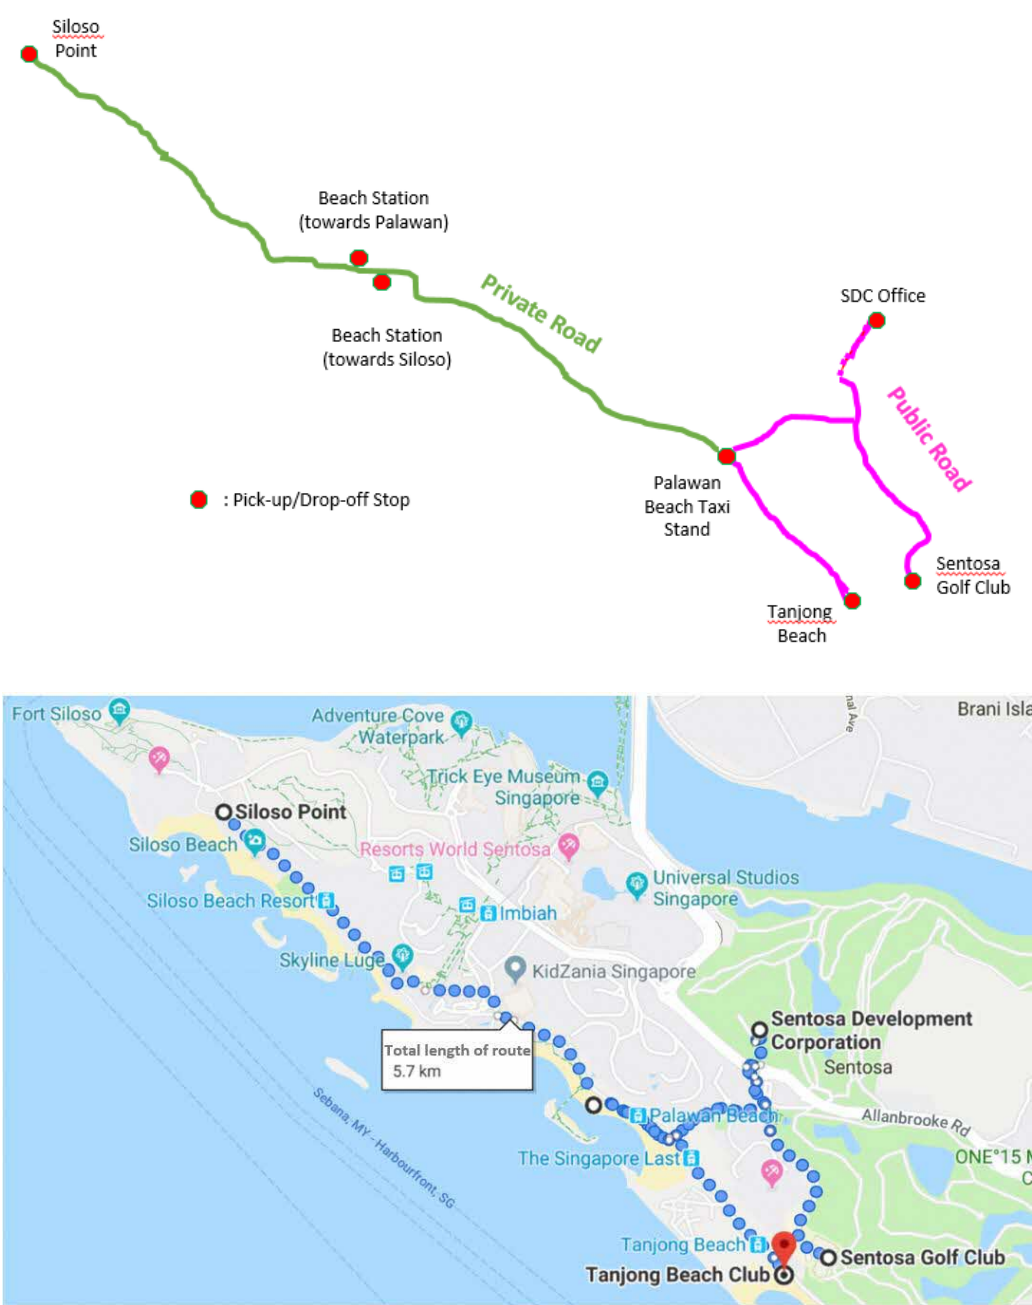 Siloso
Point
Beach Station
(towards Palawan)
Private Road
Beach Station
(towards Siloso)
SDC Office
Public Road
Palawan
Beach Taxi
Stand
: Pick-up/Drop-off Stop
Sentosa
Golf Club
Tanjong
Beach
Fort Siloso
Adventure Cove
Waterpark
nal Ave
Brani Isla
Trick Eye Museum
Singapore
Siloso Point
Siloso Beach
Resorts World Sentosa
Universal Studios
Singapore
Siloso Beach Resort
Imbiah
Skyline Luge
KidZania Singapore
Sentosa Development
Corporation
Sentosa
Total length of route
5.7 km
Palawan Beach
Allanbrooke Rd
Sebana, MY - Harbourfront, SG
The Singapore Last
ONE°15 M
C
Tanjong Beach
Sentosa Golf Club
Tanjong Beach Club